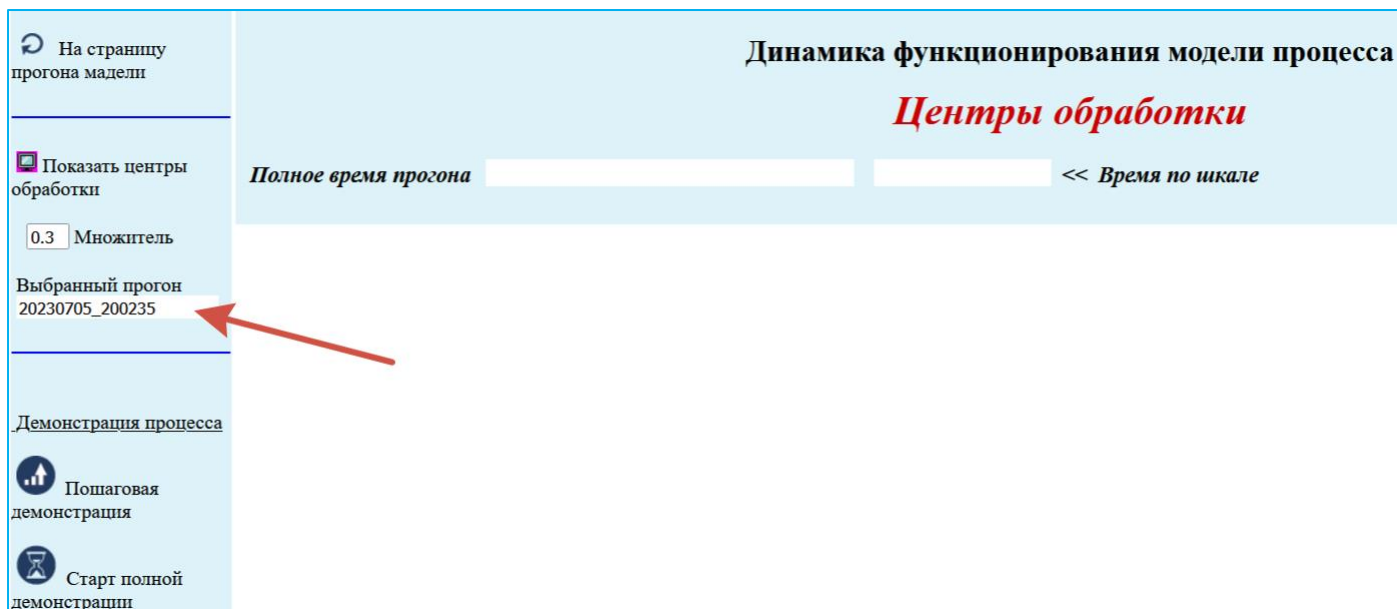 На страницу
прогона мадели
Показать центры
обработки
0.3 Множитель
Выбранный прогон
20230705_200235
Демонстрация процесса
Пошаговая
демонстрация
Старт полной
демонстрации
Динамика функционирования модели процесса
Центры обработки
Полное время прогона << Время по шкале